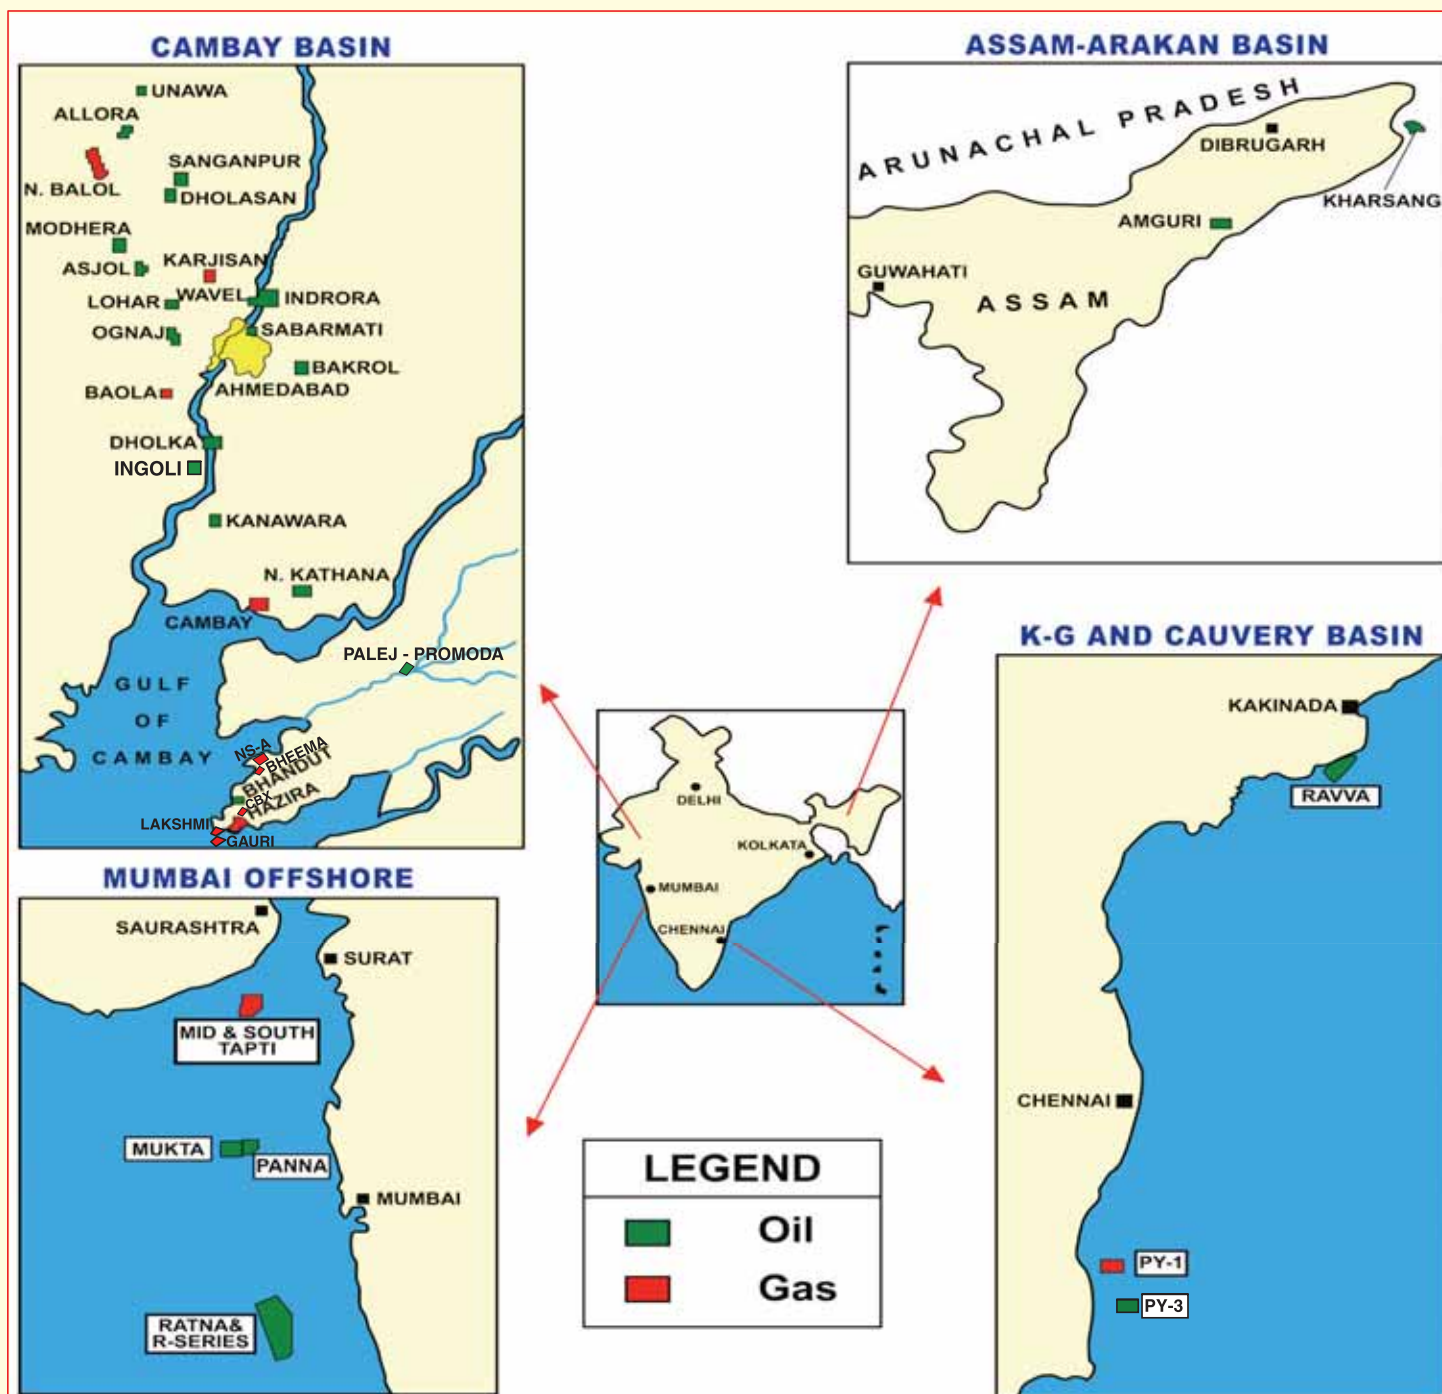 CAMBAY BASIN
UNAWA
ALLORA
SANGANPUR
N. BALOL
DHOLASAN
MODHERA
KARJISAN
ASJOL
WAVEL
INDRORA
LOHAR
OGNAJ
SABARMATI
BAKROL
BAOLA
AHMEDABAD
DHOLKA
INGOLI
KANAWARA
N. KATHANA
CAMBAY
PALEJ - PROMODA
GULF
OF
CAMBAY
NS-A
BHEEMA
BHANDUT
CBX
HAZIRA
LAKSHMI
GAURI
ASSAM-ARAKAN BASIN
ARUNACHAL PRADESH
DIBRUGARH
KHARSANG
AMGURI
GUWAHATI
ASSAM
K-G AND CAUVERY BASIN
KAKINADA
RAVVA
CHENNAI
PY-1
PY-3
DELHI
KOLKATA
MUMBAI
CHENNAI
MUMBAI OFFSHORE
SAURASHTRA
SURAT
MID & SOUTH
TAPTI
MUKTA
PANNA
MUMBAI
RATNA&
R-SERIES
LEGEND
Oil
Gas